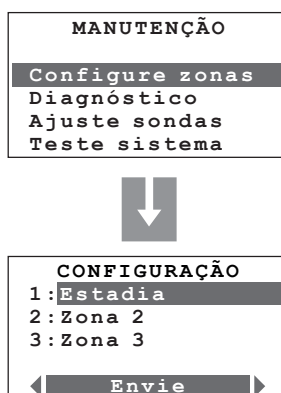 MANUTENÇÃO
Configure zonas
Diagnóstico
Ajuste sondas
Teste sistema
CONFIGURAÇÃO
1:Estadia
2:Zona 2
3:Zona 3
Envie